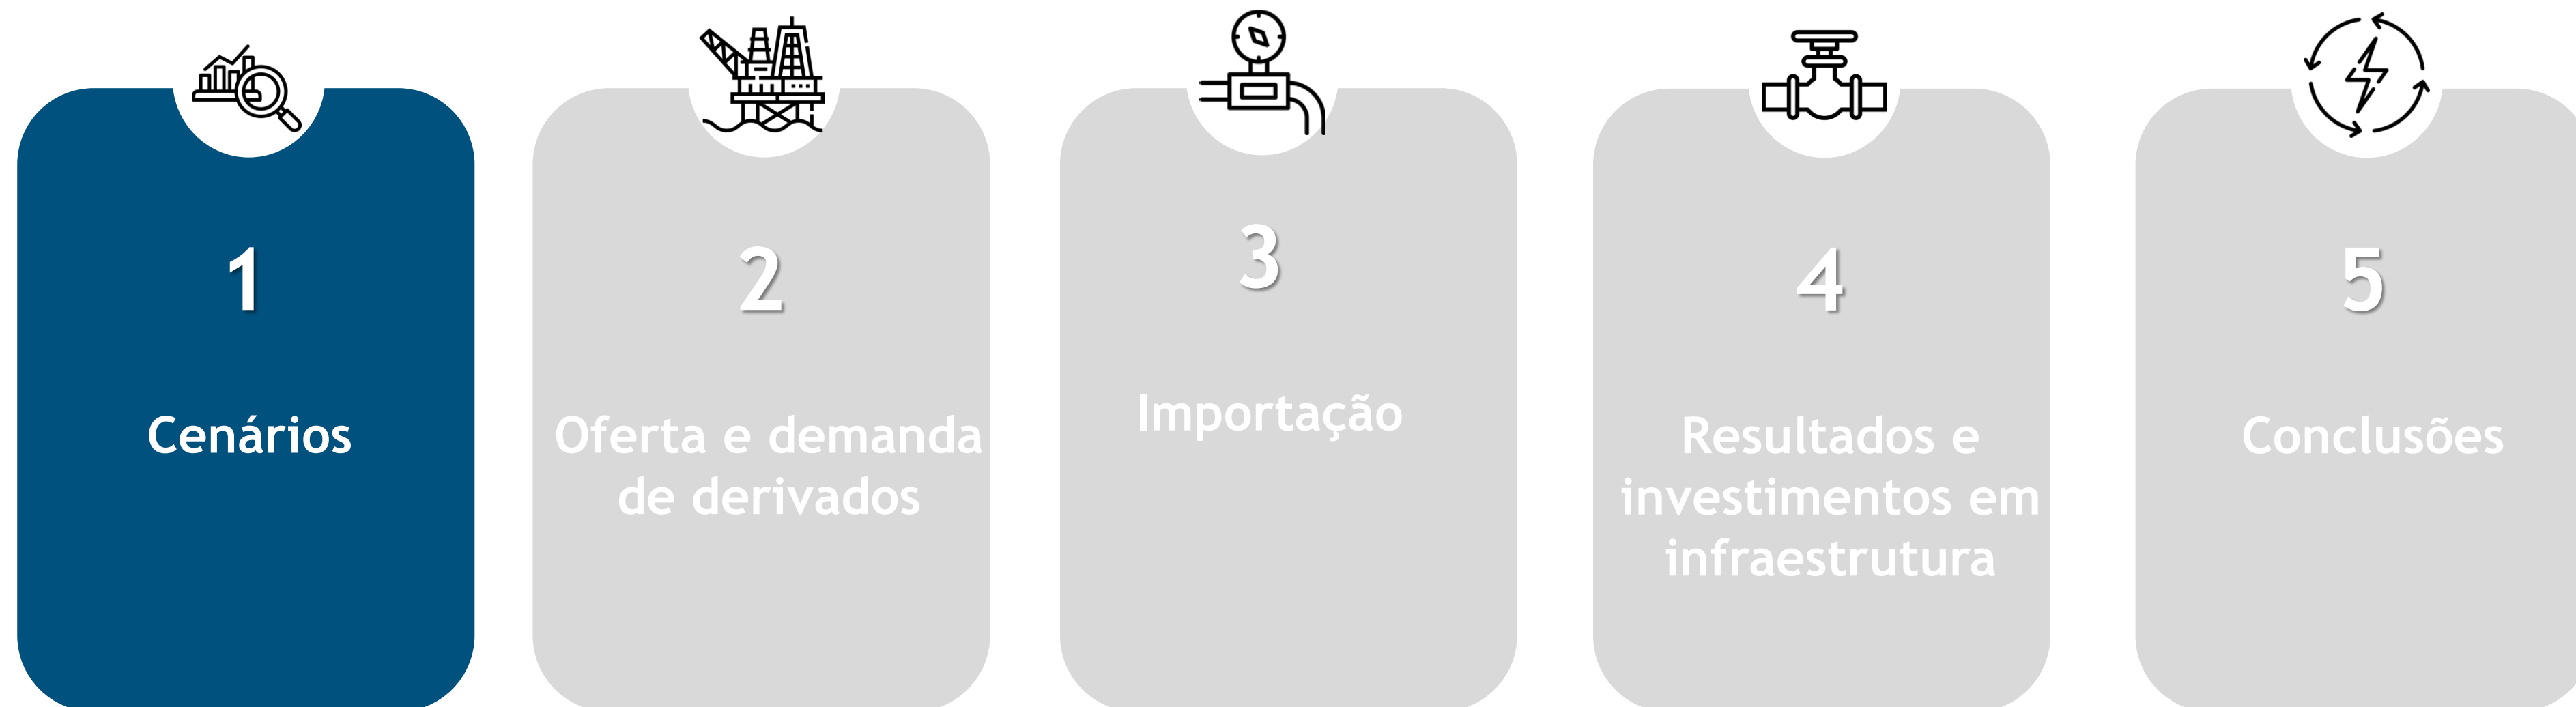 1
Cenários
2
Oferta e demanda
de derivados
3
Importação
4
Resultados e
investimentos em
infraestrutura
5
Conclusões